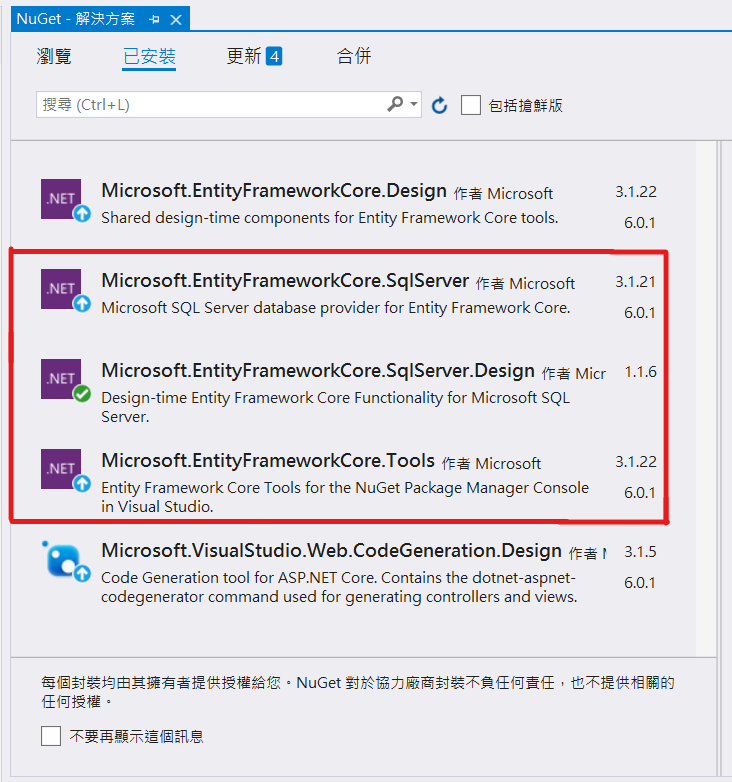 NuGet - 解決方案
瀏覽 已安裝 更新 4 合併
搜尋 (Ctrl+L) 包括搶鮮版
.NET Microsoft.EntityFrameworkCore.Design 作者 Microsoft 3.1.22
Shared design-time components for Entity Framework Core tools. 6.0.1
.NET Microsoft.EntityFrameworkCore.SqlServer 作者 Microsoft 3.1.21
Microsoft SQL Server database provider for Entity Framework Core. 6.0.1
.NET Microsoft.EntityFrameworkCore.SqlServer.Design 作者 Micr 1.1.6
Design-time Entity Framework Core Functionality for Microsoft SQL
Server.
.NET Microsoft.EntityFrameworkCore.Tools 作者 Microsoft 3.1.22
Entity Framework Core Tools for the NuGet Package Manager Console 6.0.1
in Visual Studio.
Microsoft.VisualStudio.Web.CodeGeneration.Design 作者 3.1.5
Code Generation tool for ASP.NET Core. Contains the dotnet-aspnet- 6.0.1
codegenerator command used for generating controllers and views.
每個封裝均由其擁有者提供授權給您。NuGet 對於協力廠商封裝不負任何責任，也不提供相關的
任何授權。
不要再顯示這個訊息